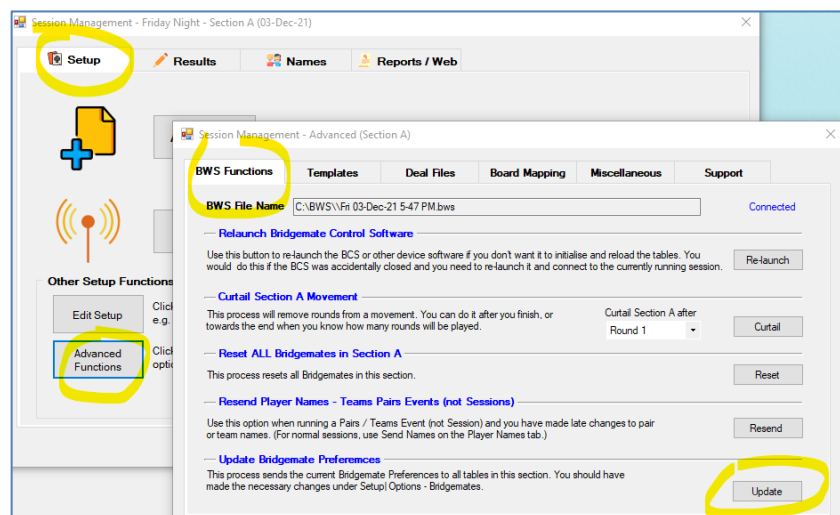 Session Management - Friday Night - Section A (03-Dec-21)
Setup
Results
Names
Reports / Web
Session Management - Advanced (Section A)
BWS Functions
Templates
Deal Files
Board Mapping
Miscellaneous
Support
BWS File Name
C:\BWS\\Fri 03-Dec-21 5-47 PM.bws
Connected
Relaunch Bridgemate Control Software
Use this button to re-launch the BCS or other device software if you don't want it to initialise and reload the tables. You
would do this if the BCS was accidentally closed and you need to re-launch it and connect to the currently running session.
Re-launch
Curtail Section A Movement
This process will remove rounds from a movement. You can do it after you finish, or
towards the end when you know how many rounds will be played.
Curtail Section A after
Round 1
Curtail
Reset ALL Bridgemates in Section A
This process resets all Bridgemates in this section.
Reset
Resend Player Names - Teams Pairs Events (not Sessions)
Use this option when running a Pairs / Teams Event (not Session) and you have made late changes to pair
or team names. (For normal sessions, use Send Names on the Player Names tab.)
Resend
Update Bridgemate Preferemces
This process sends the current Bridgemate Preferences to all tables in this section. You should have
made the necessary changes under Setup| Options - Bridgemates.
Update
Other Setup Functions
Edit Setup
e.g.
Advanced
Functions